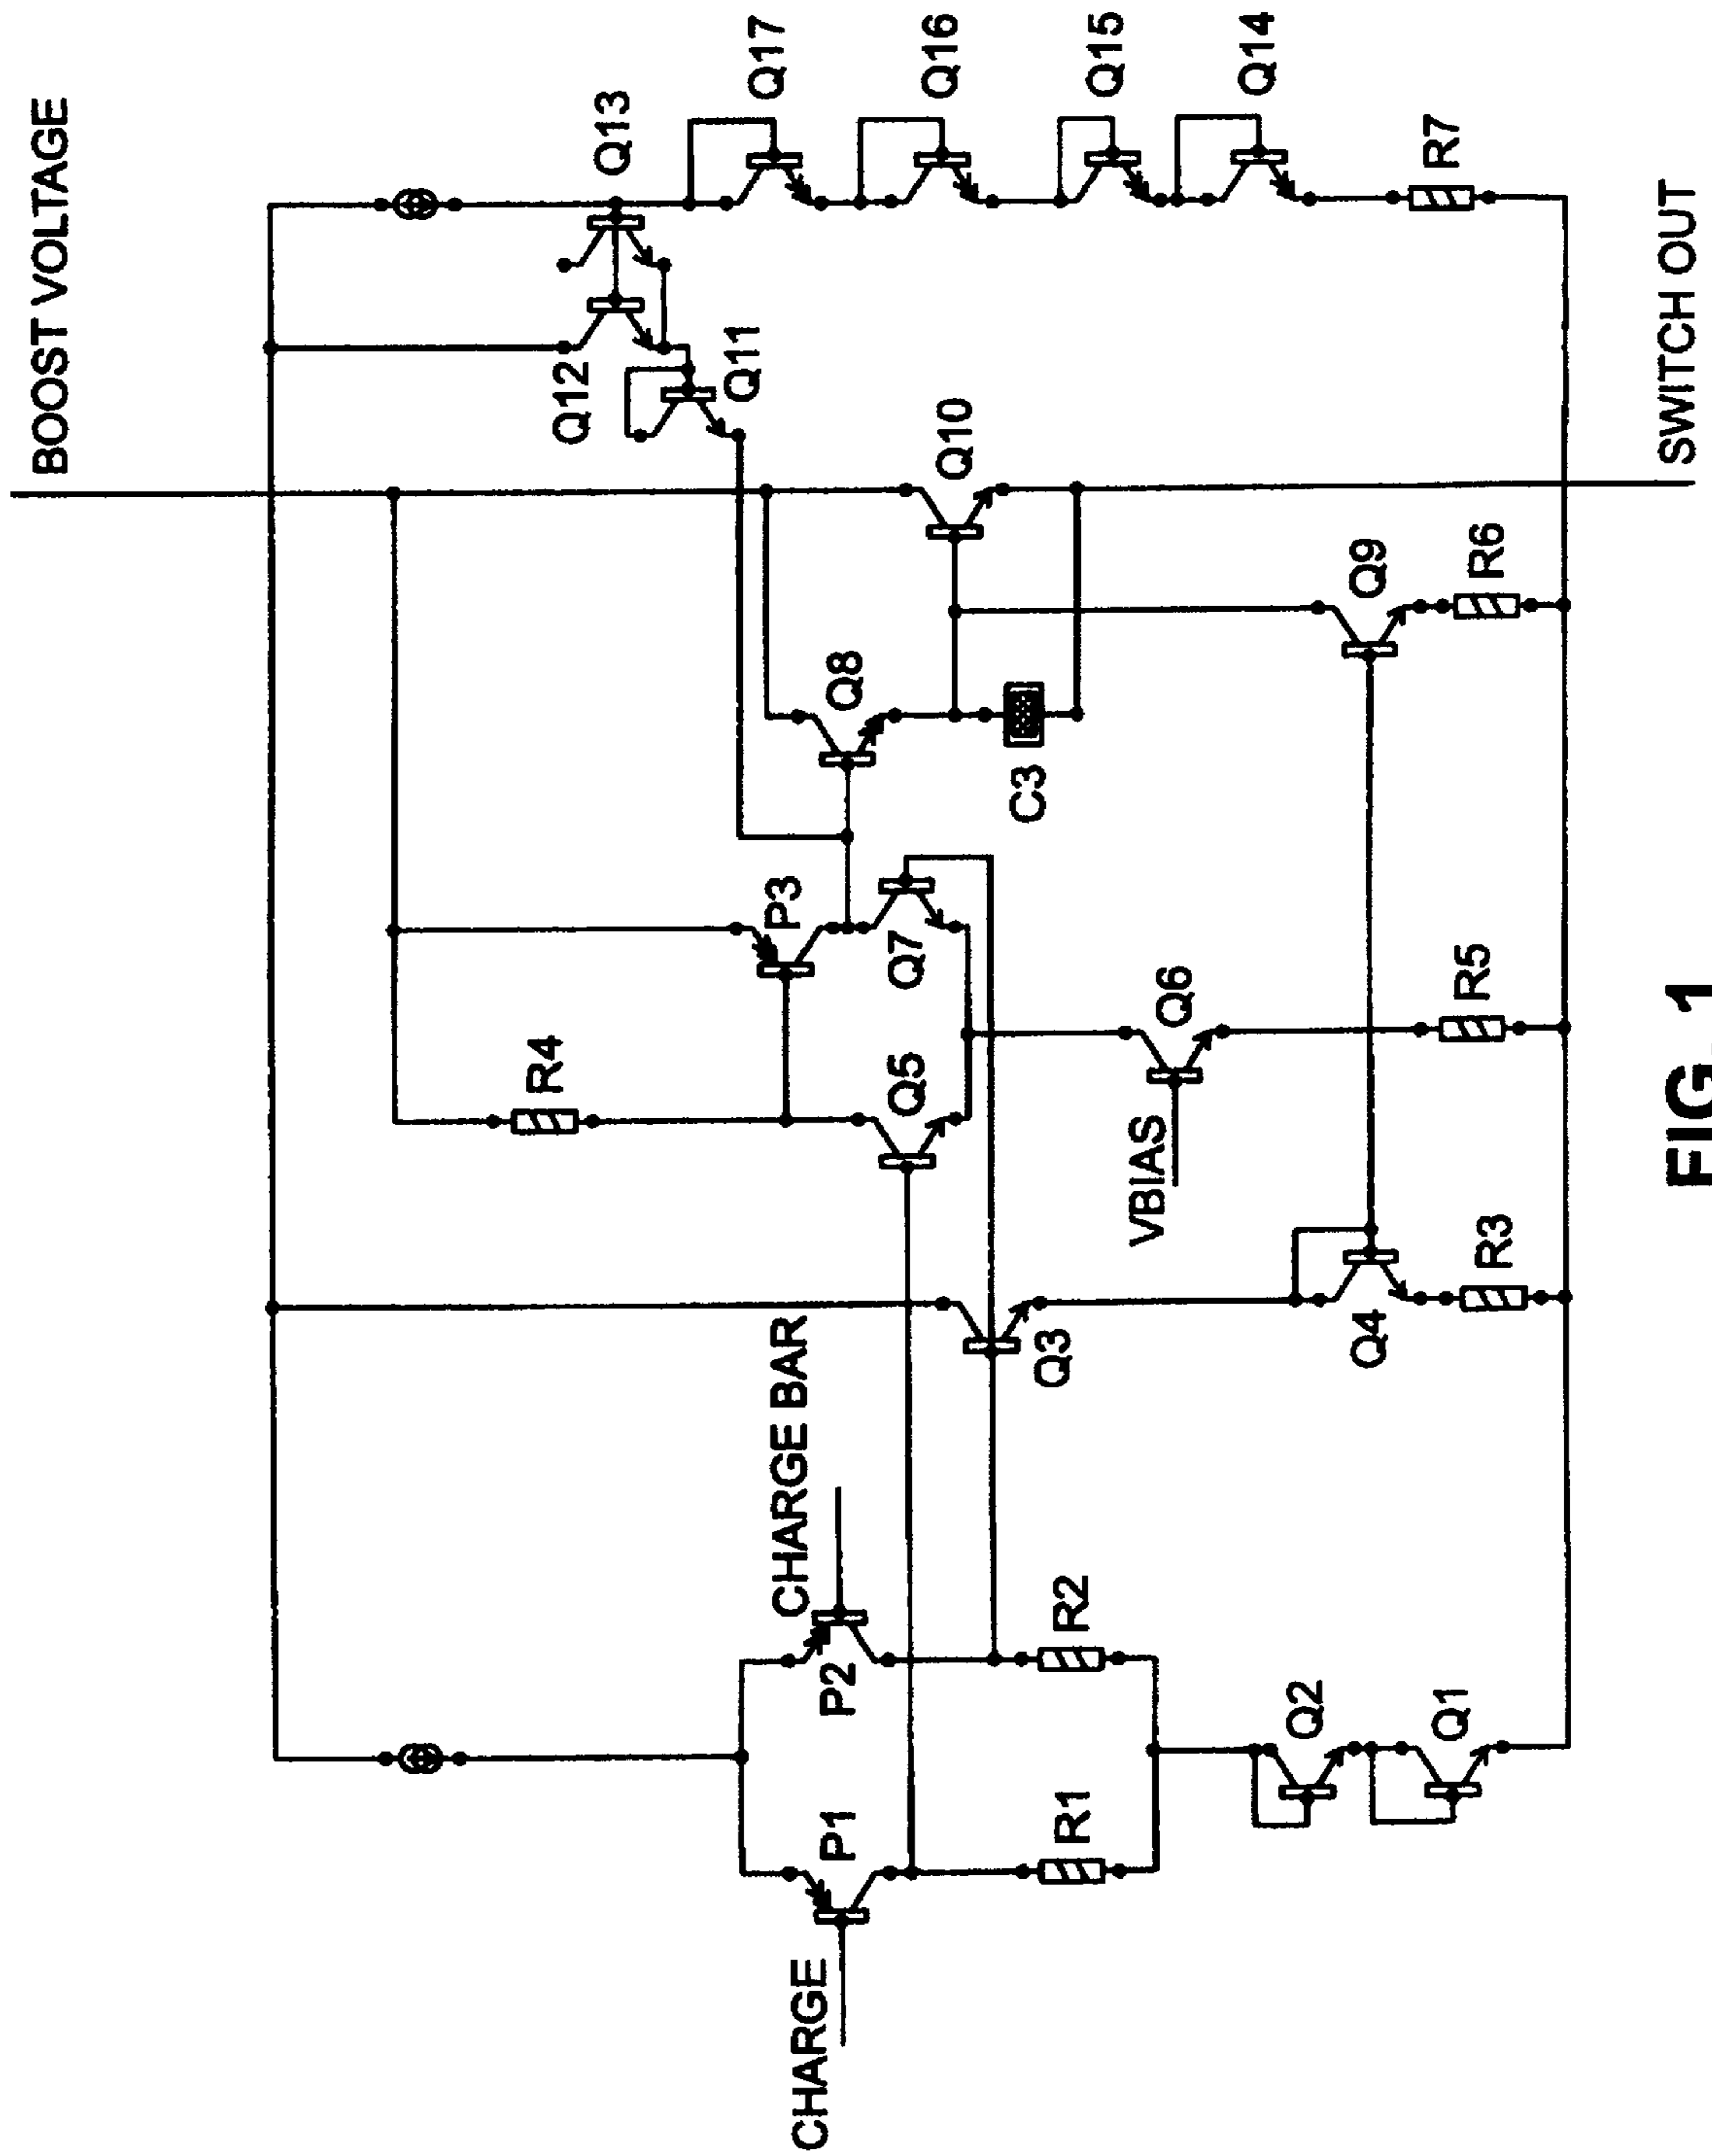 BOOST VOLTAGE
Q13
Q17
Q16
Q15
Q14
R7
Q12
Q11
Q10
SWITCH OUT
Q8
C3
Q9
R6
P3
Q7
R4
Q5
Q6
R5
VBIAS
CHARGE BAR
Q3
Q4
R3
P2
R2
Q2
Q1
P1
R1
CHARGE
FIG. 1